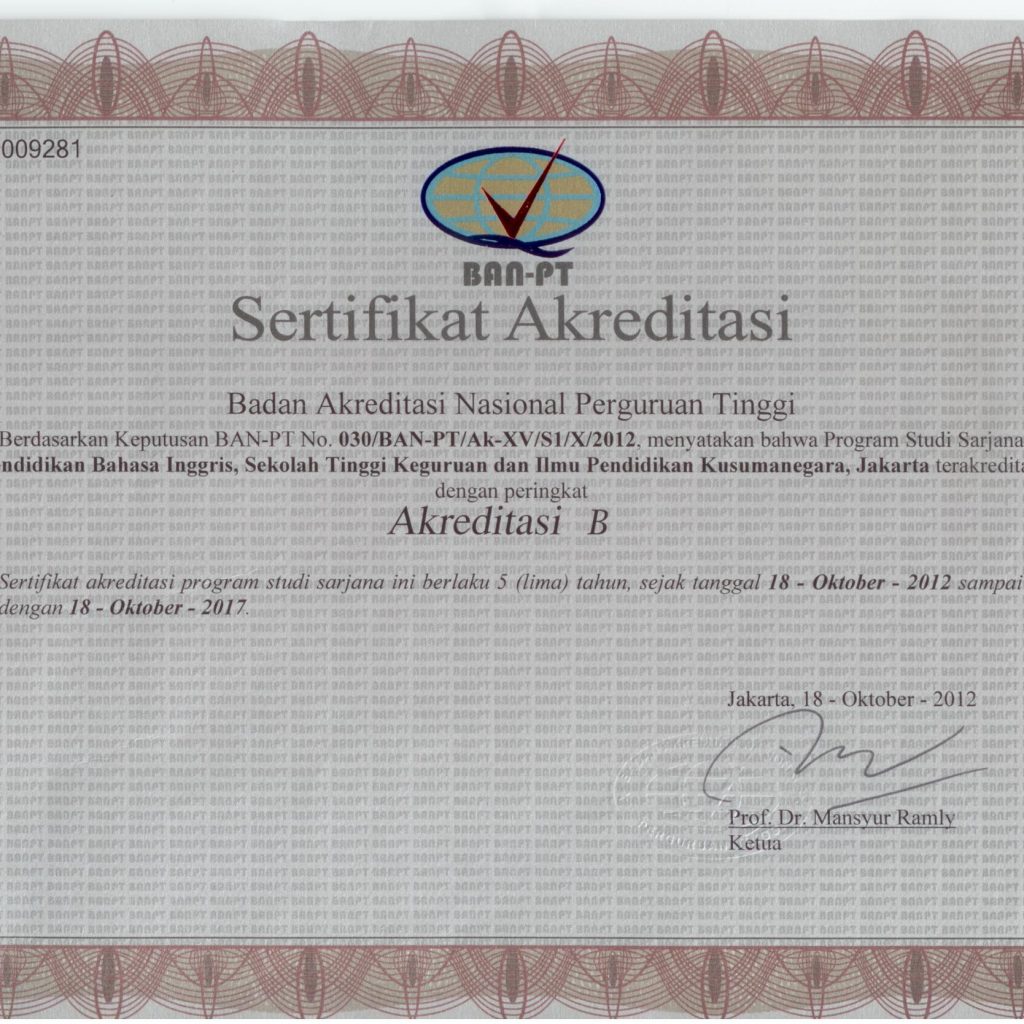 009281
BAN-PT
Sertifikat Akreditasi
Badan Akreditasi Nasional Perguruan Tinggi
Berdasarkan Keputusan BAN-PT No. 030/BAN-PT/Ak-XV/S1/X/2012, menyatakan bahwa Program Studi Sarjana
ndidikan Bahasa Inggris, Sekolah Tinggi Keguruan dan Ilmu Pendidikan Kusumanegara, Jakarta terakredita
dengan peringkat
Akreditasi B
Sertifikat akreditasi program studi sarjana ini berlaku 5 (lima) tahun, sejak tanggal 18 - Oktober - 2012 sampai
dengan 18 - Oktober - 2017.
Jakarta, 18 - Oktober - 2012
Prof. Dr. Mansyur Ramly
Ketua